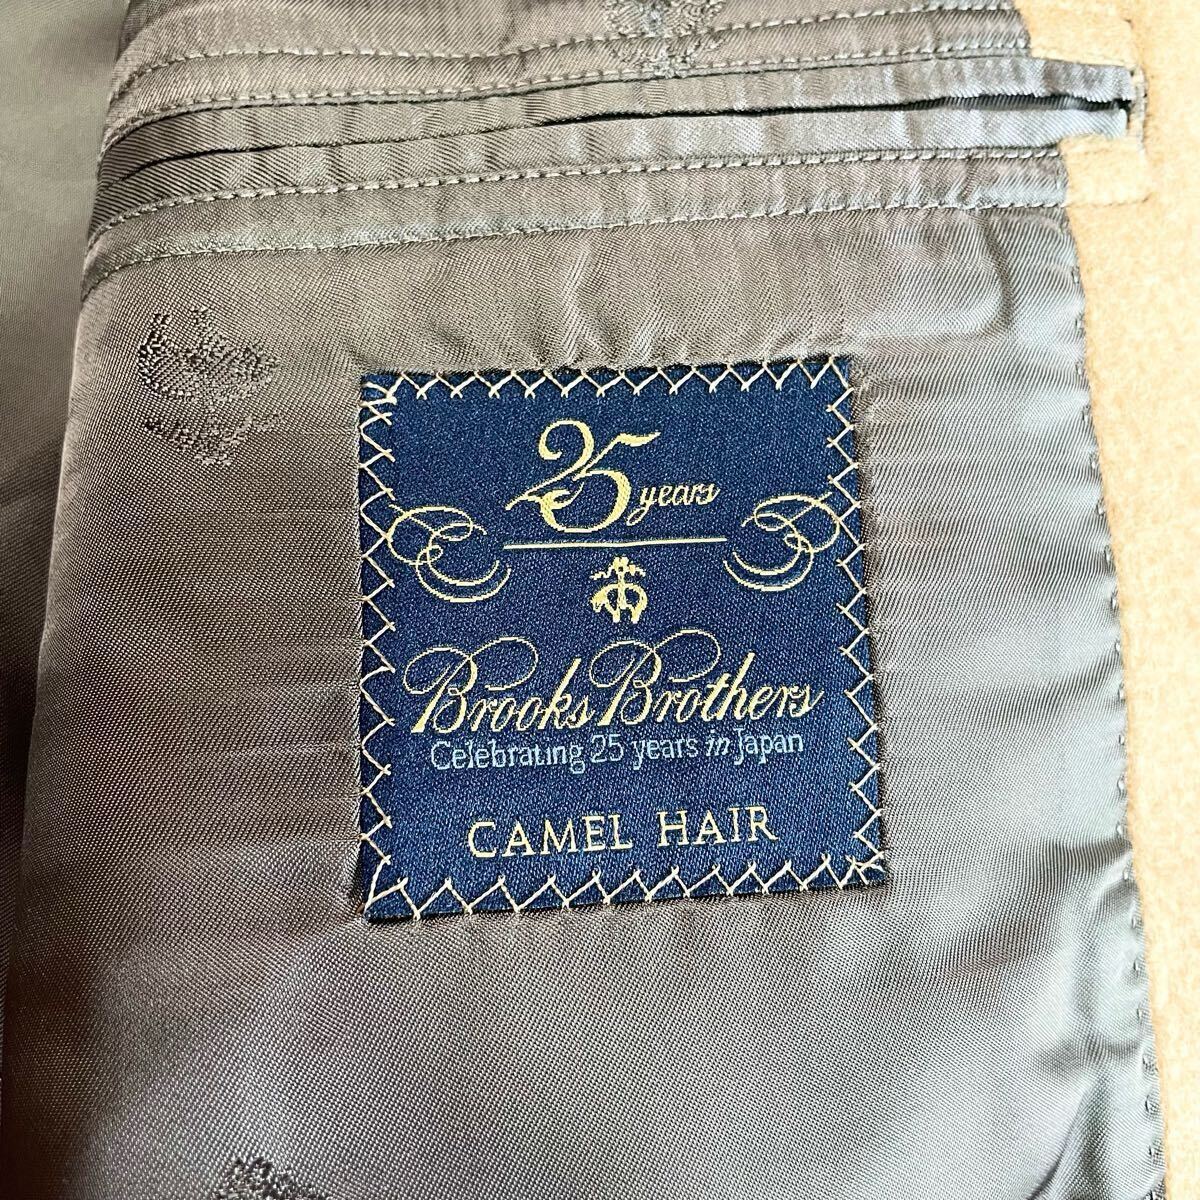 25 years
Brooks Brothers
Celebrating 25 years in Japan
CAMEL HAIR